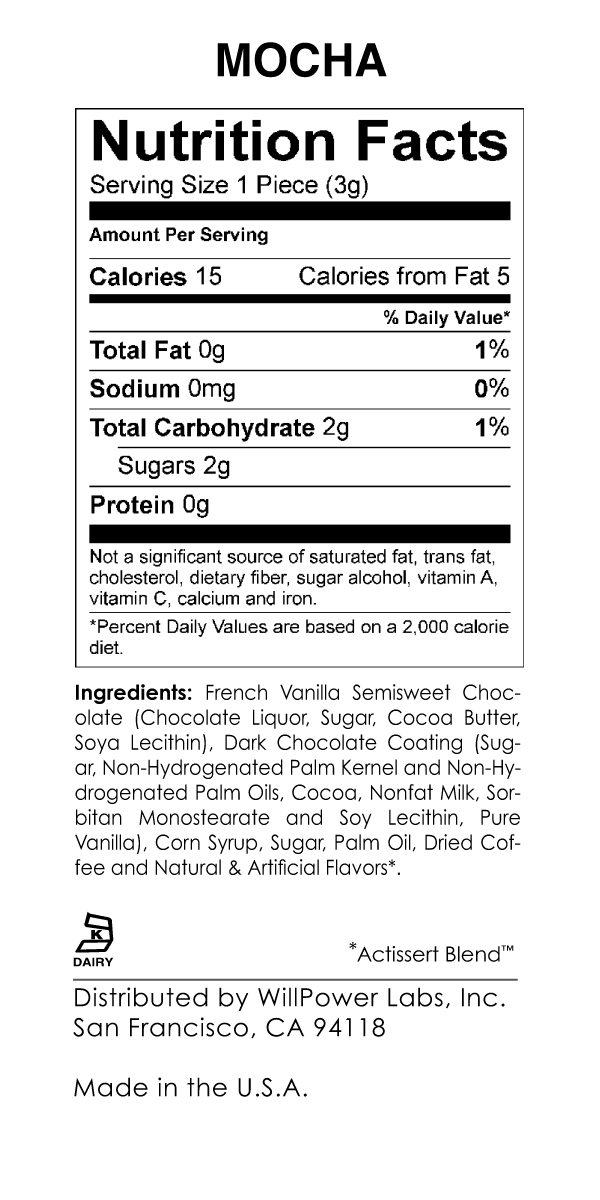 MOCHA
Nutrition Facts
Serving Size 1 Piece (3g)
Amount Per Serving
Calories 15 Calories from Fat 5
% Daily Value*
Total Fat 0g 1%
Sodium 0mg 0%
Total Carbohydrate 2g 1%
Sugars 2g
Protein 0g
Not a significant source of saturated fat, trans fat,
cholesterol, dietary fiber, sugar alcohol, vitamin A,
vitamin C, calcium and iron.
*Percent Daily Values are based on a 2,000 calorie
diet.
Ingredients: French Vanilla Semisweet Choc-
olate (Chocolate Liquor, Sugar, Cocoa Butter,
Soya Lecithin), Dark Chocolate Coating (Sug-
ar, Non-Hydrogenated Palm Kernel and Non-Hy-
drogenated Palm Oils, Cocoa, Nonfat Milk, Sor-
bitan Monostearate and Soy Lecithin, Pure
Vanilla), Corn Syrup, Sugar, Palm Oil, Dried Cof-
fee and Natural & Artificial Flavors*.
K
DAIRY
*Actissert Blend™
Distributed by WillPower Labs, Inc.
San Francisco, CA 94118
Made in the U.S.A.